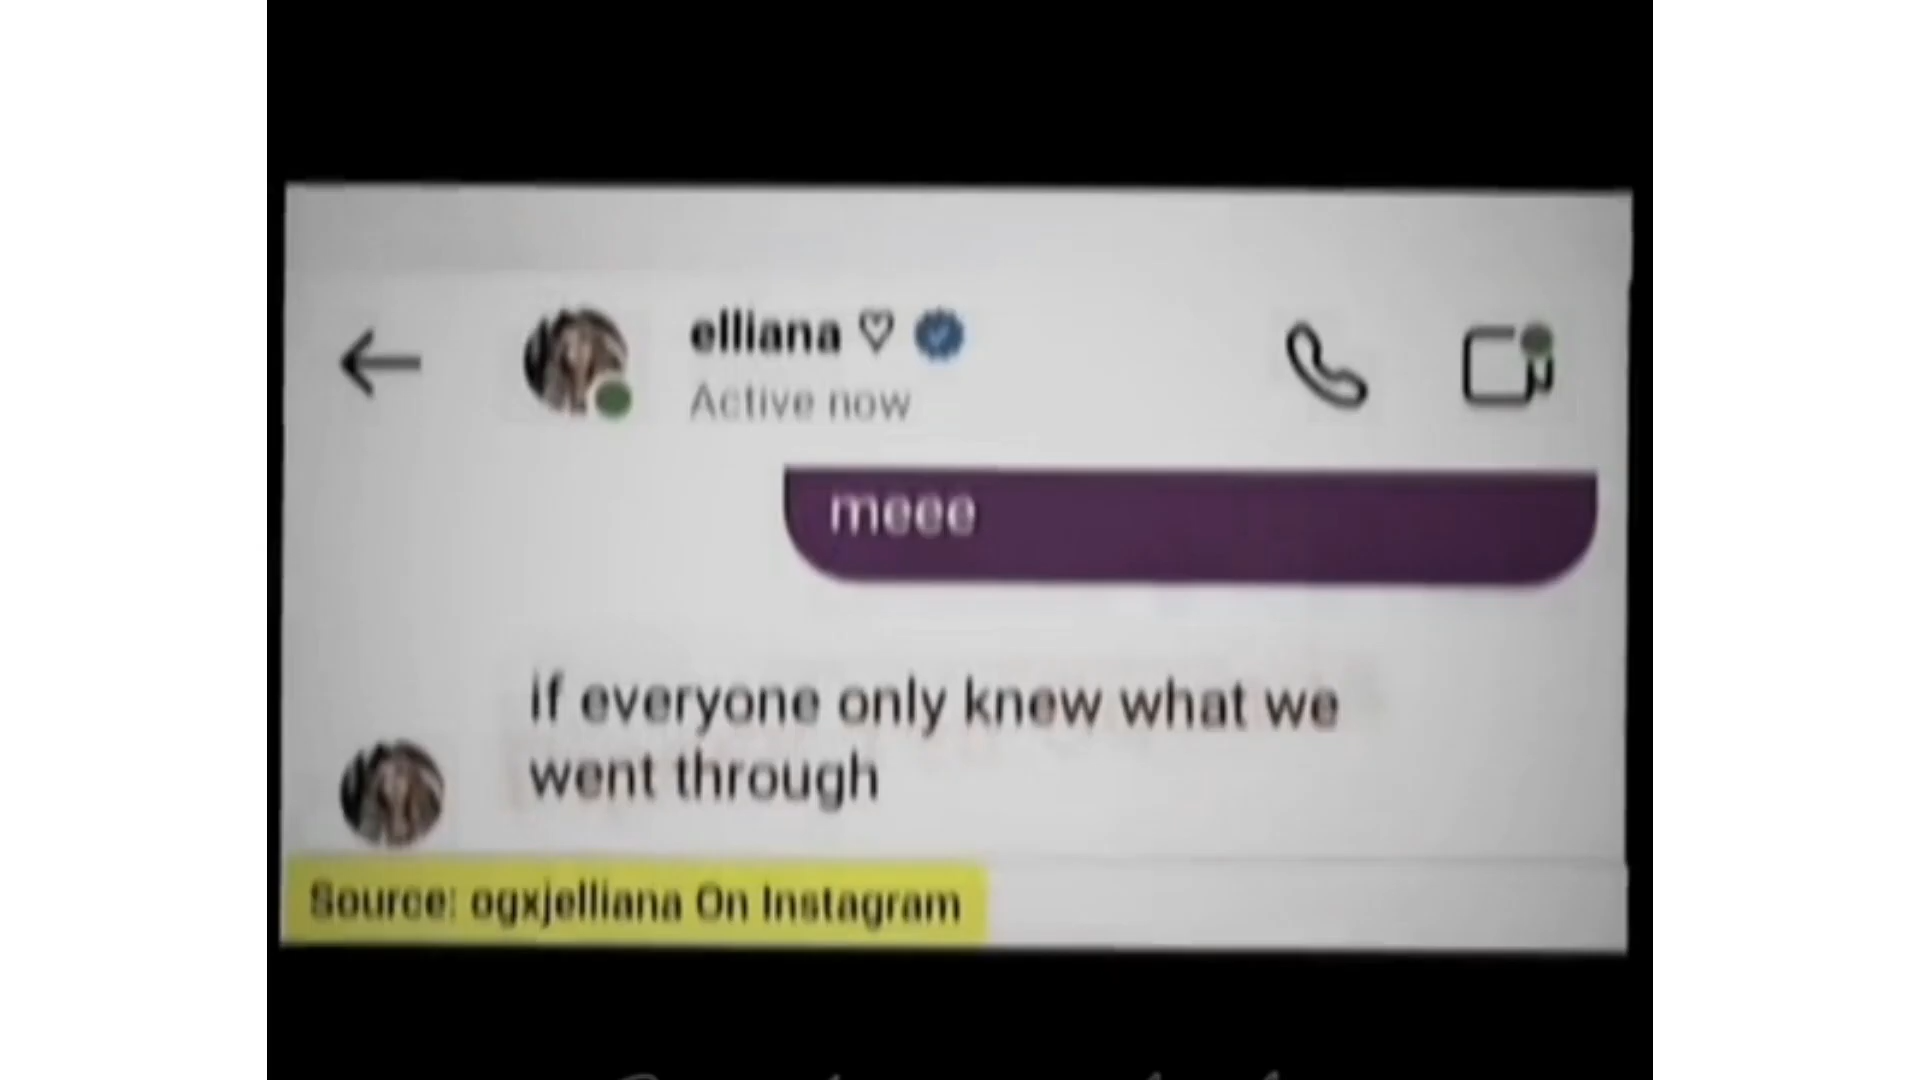 elliana ♡
Active now
meee
if everyone only knew what we
went through
Source: ogxjelliana On Instagram